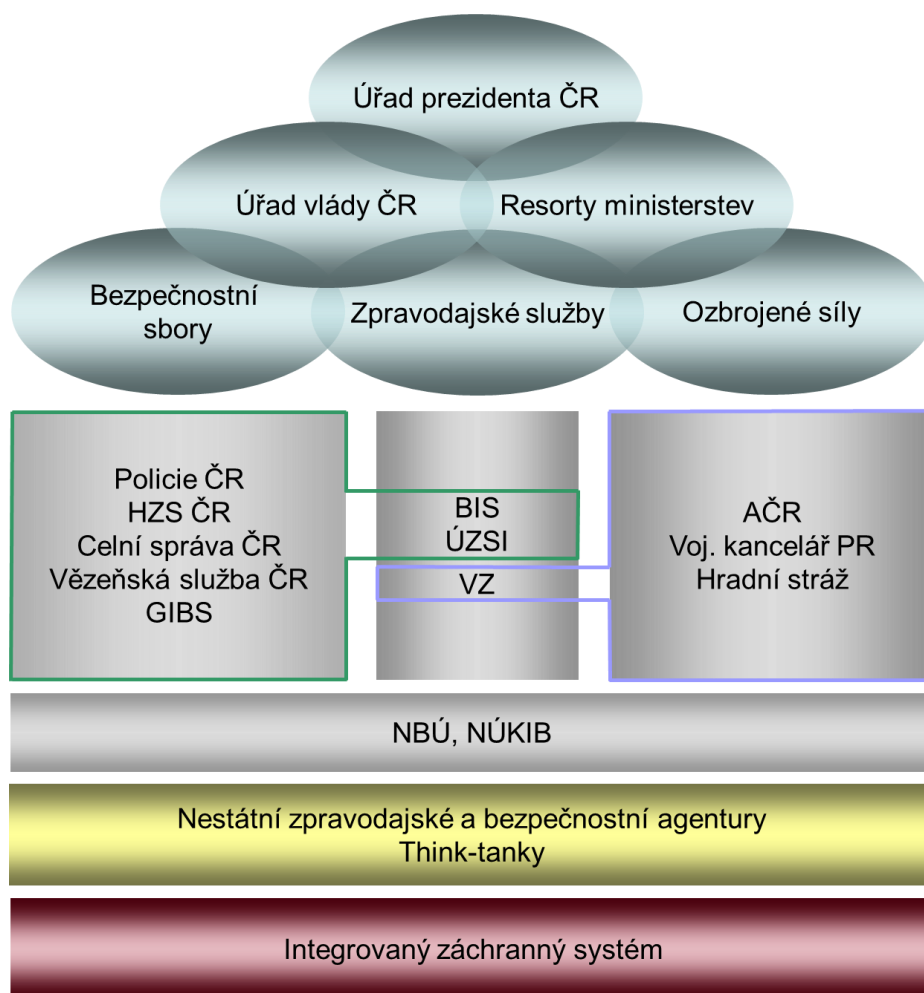 Úřad prezidenta ČR
Úřad vlády ČR
Resorty ministerstev
Bezpečnostní
sbory
Zpravodajské služby
Ozbrojené síly
Policie ČR
HZS ČR
Celní správa ČR
Vězeňská služba ČR
GIBS
BIS
ÚZSI
VZ
AČR
Voj. kancelář PR
Hradní stráž
NBÚ, NÚKIB
Nestátní zpravodajské a bezpečnostní agentury
Think-tanky
Integrovaný záchranný systém